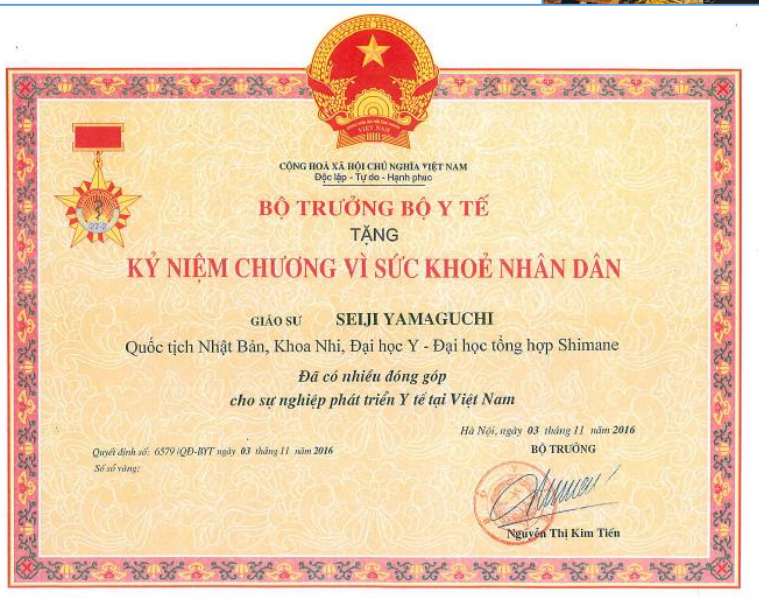 CỘNG HOÀ XÃ HỘI CHỦ NGHĨA VIỆT NAM
Độc lập - Tự do - Hạnh phúc
BỘ TRƯỞNG BỘ Y TẾ
TẶNG
KỶ NIỆM CHƯƠNG VÌ SỨC KHOẺ NHÂN DÂN
GIÁO SƯ SEIJI YAMAGUCHI
Quốc tịch Nhật Bản, Khoa Nhi, Đại học Y - Đại học tổng hợp Shimane
Đã có nhiều đóng góp
cho sự nghiệp phát triển Y tế tại Việt Nam
Hà Nội, ngày 03 tháng 11 năm 2016
Quyết định số: 6579 /QĐ-BYT ngày 03 tháng 11 năm 2016
BỘ TRƯỞNG
Số sổ vàng:
Nguyễn Thị Kim Tiến
VIỆT NAM
27-2